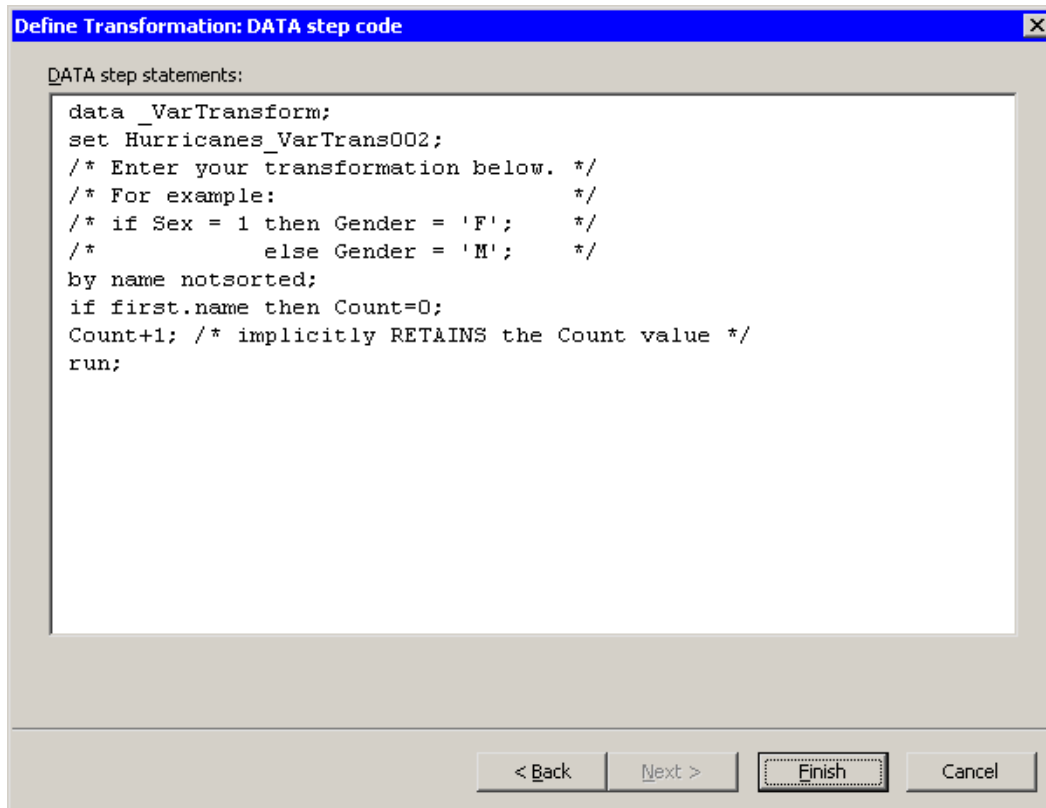 Define Transformation: DATA step code
DATA step statements:
data _VarTransform;
set Hurricanes_VarTrans002;
/* Enter your transformation below. */
/* For example:                     */
/* if Sex = 1 then Gender = 'F';    */
/*            else Gender = 'M';    */
by name notsorted;
if first.name then Count=0;
Count+1; /* implicitly RETAINS the Count value */
run;
< Back Next > Finish Cancel